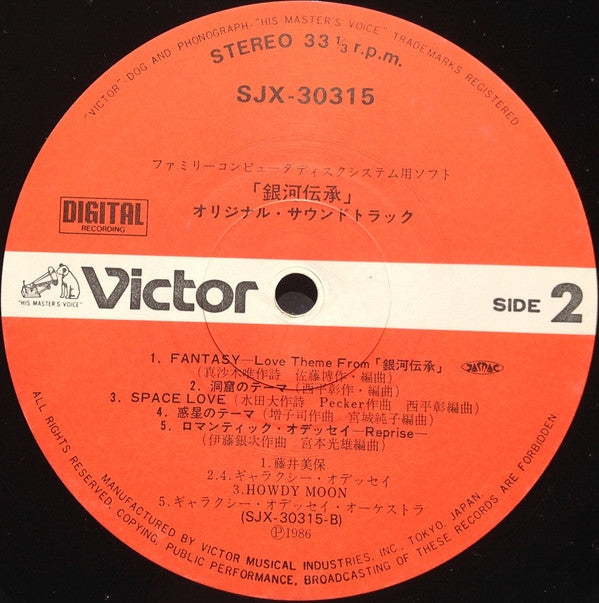 "VICTOR"-DOG AND PHONOGRAPH-"HIS MASTER'S VOICE" TRADEMARKS REGISTERED
STEREO 33 1/3 r.p.m.
SJX-30315
ファミリーコンピュータディスクシステム用ソフト
「銀河伝承」
オリジナル・サウンドトラック
DIGITAL
RECORDING
"HIS MASTER'S VOICE"
Victor
SIDE 2
1. FANTASY—Love Theme From「銀河伝承」
(真沙木唯作詩 佐藤博作・編曲)
JASRAC
2. 洞窟のテーマ(西平彰作・編曲)
3. SPACE LOVE(水田大作詩 Pecker作曲 西平彰編曲)
4. 惑星のテーマ(増子司作曲 宮城純子編曲)
5. ロマンティック・オデッセイ—Reprise—
(伊藤銀次作曲 宮本光雄編曲)
1.藤井美保
2.4.ギャラクシー・オデッセイ
3.HOWDY MOON
5.ギャラクシー・オデッセイ・オーケストラ
(SJX-30315-B)
Ⓟ1986
ALL RIGHTS RESERVED. COPYING, PUBLIC PERFORMANCE, BROADCASTING OF THESE RECORDS ARE FORBIDDEN.
MANUFACTURED BY VICTOR MUSICAL INDUSTRIES, INC., TOKYO, JAPAN.